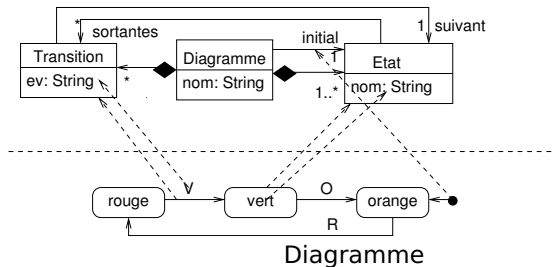 * sortantes initial 1 suivant
Transition Diagramme 1 Etat
ev: String * nom: String 1..* nom: String
V O
rouge vert orange
R
Diagramme